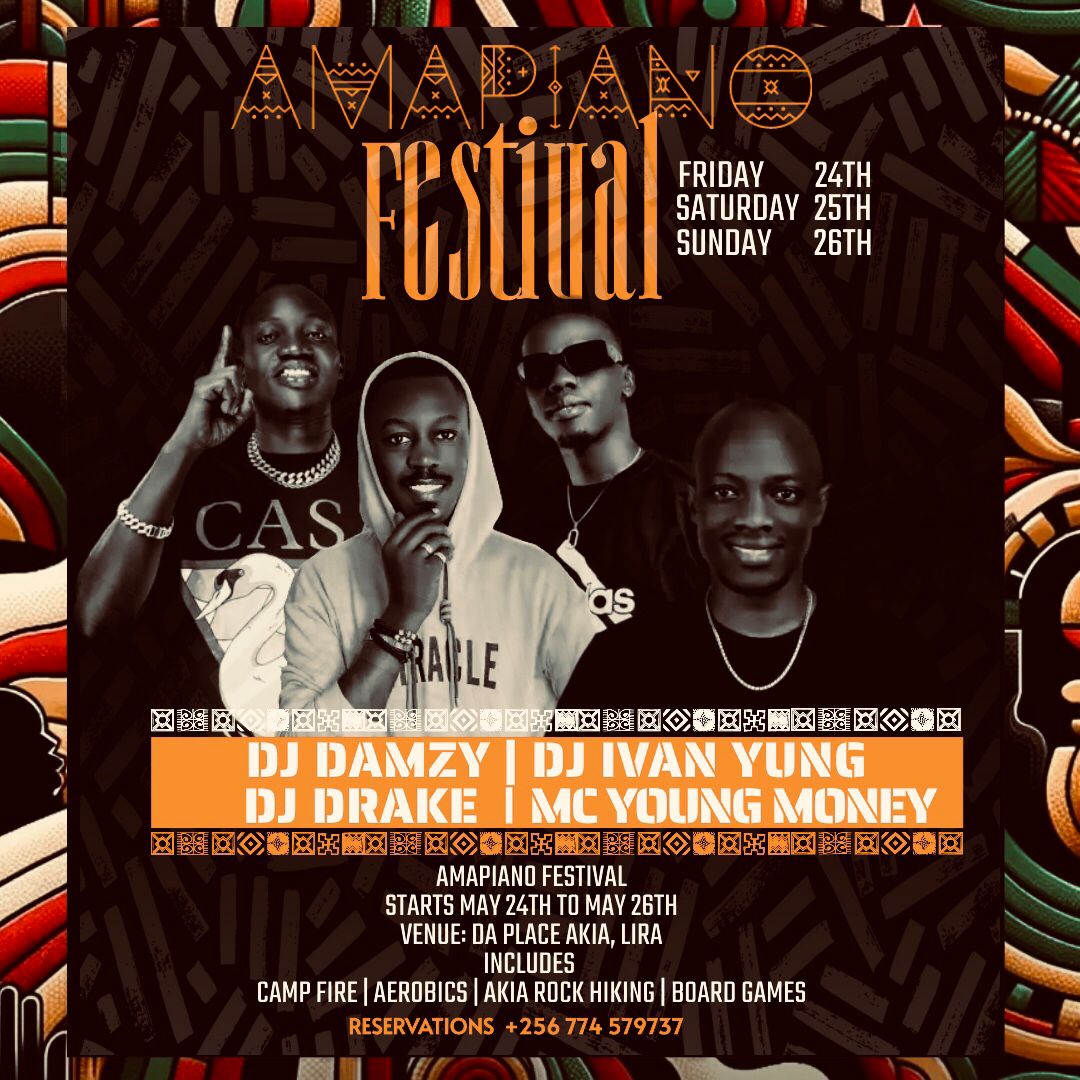 AMAPIANO
Festival
FRIDAY 24TH
SATURDAY 25TH
SUNDAY 26TH
CAS
RACLE
das
DJ DAMZY | DJ IVAN YUNG
DJ DRAKE | MC YOUNG MONEY
AMAPIANO FESTIVAL
STARTS MAY 24TH TO MAY 26TH
VENUE: DA PLACE AKIA, LIRA
INCLUDES
CAMP FIRE | AEROBICS | AKIA ROCK HIKING | BOARD GAMES
RESERVATIONS +256 774 579737